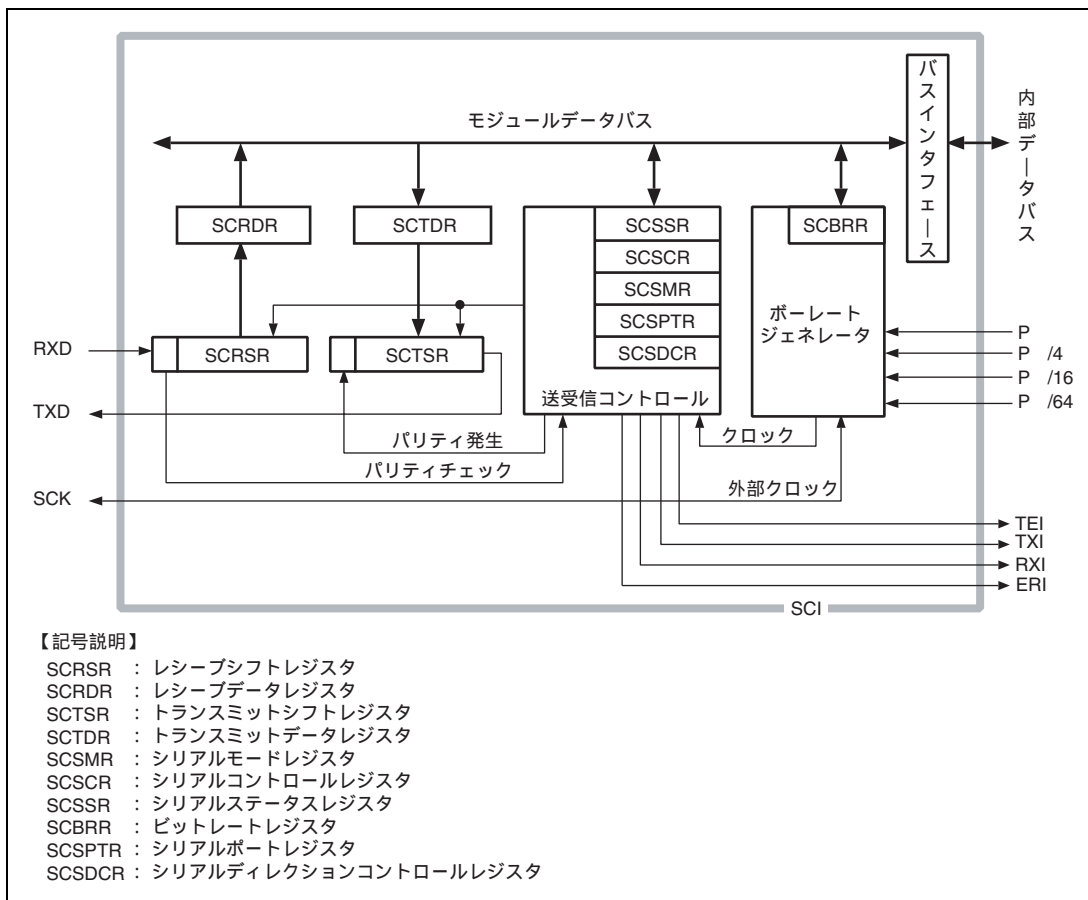 モジュールデータバス
バスインタフェース
内部データバス
SCRDR
SCTDR
SCSSR
SCSCR
SCSMR
SCSPTR
SCSDCR
送受信コントロール
SCBRR
ボーレート
ジェネレータ
RXD
SCRSR
SCTSR
TXD
SCK
P
P /4
P /16
P /64
パリティ発生
パリティチェック
クロック
外部クロック
TEI
TXI
RXI
ERI
SCI
【記号説明】
SCRSR : レシーブシフトレジスタ
SCRDR : レシーブデータレジスタ
SCTSR : トランスミットシフトレジスタ
SCTDR : トランスミットデータレジスタ
SCSMR : シリアルモードレジスタ
SCSCR : シリアルコントロールレジスタ
SCSSR : シリアルステータスレジスタ
SCBRR : ビットレートレジスタ
SCSPTR : シリアルポートレジスタ
SCSDCR : シリアルディレクションコントロールレジスタ